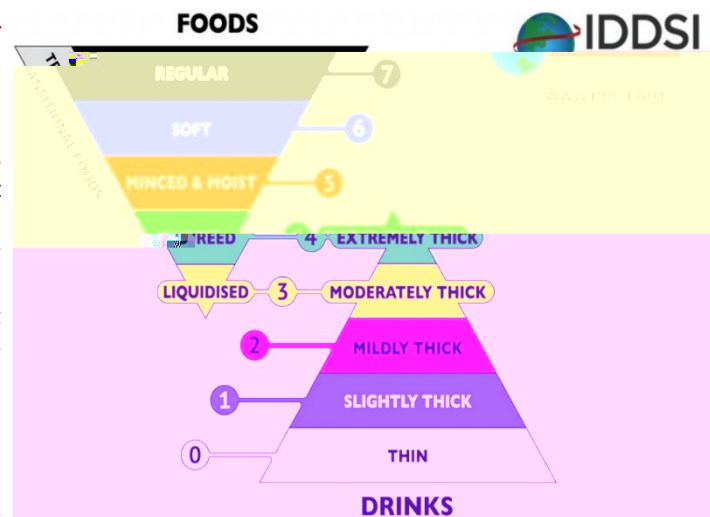 FOODS
IDDSI
REGULAR
7
SOFT
6
MINCED & MOIST
5
4
EXTREMELY THICK
LIQUIDISED
3
MODERATELY THICK
2
MILDLY THICK
1
SLIGHTLY THICK
0
THIN
DRINKS